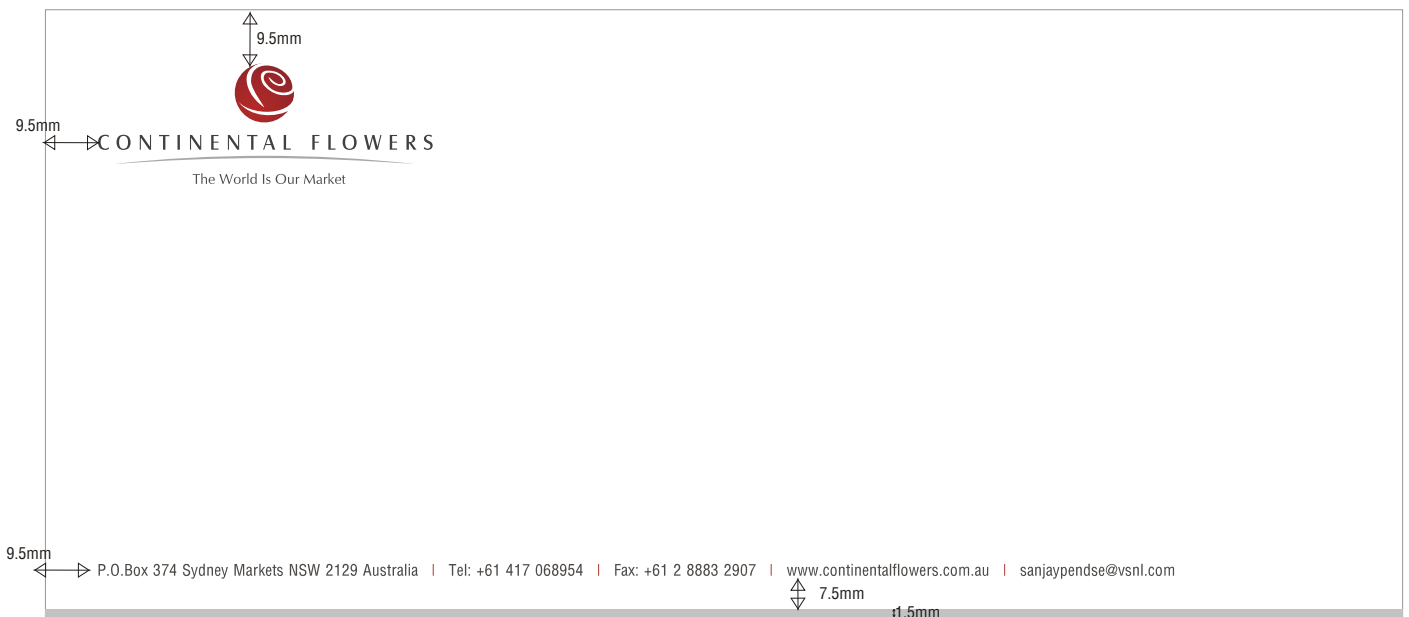 9.5mm
9.5mm
CONTINENTAL FLOWERS
The World Is Our Market
9.5mm
P.O.Box 374 Sydney Markets NSW 2129 Australia | Tel: +61 417 068954 | Fax: +61 2 8883 2907 | www.continentalflowers.com.au | sanjaypendse@vsnl.com
7.5mm
1.5mm